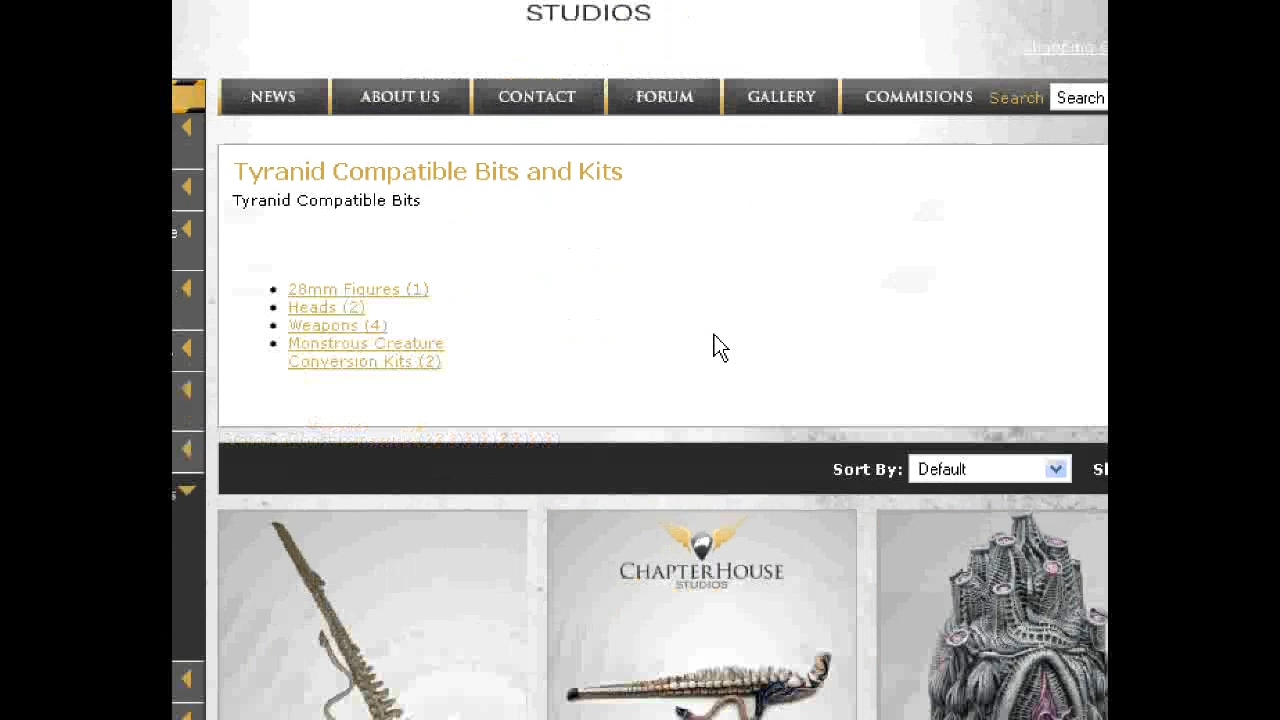 STUDIOS
NEWS
ABOUT US
CONTACT
FORUM
GALLERY
COMMISIONS
Search
Search
Tyranid Compatible Bits and Kits
Tyranid Compatible Bits
28mm Figures (1)
Heads (2)
Weapons (4)
Monstrous Creature
Conversion Kits (2)
Sort By:
Default
CHAPTERHOUSE
STUDIOS